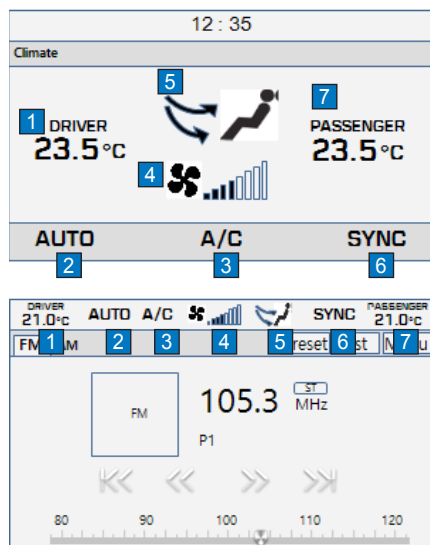 12 : 35
Climate
5
7
1 DRIVER
PASSENGER
23.5°C
23.5°C
4
AUTO A/C SYNC
2 3 6
DRIVER
21.0°C AUTO A/C SYNC PASSENGER
21.0°C
1 2 3 4 5 6 7
FM
FM 105.3 ST
MHz
P1
80 90 100 110 120